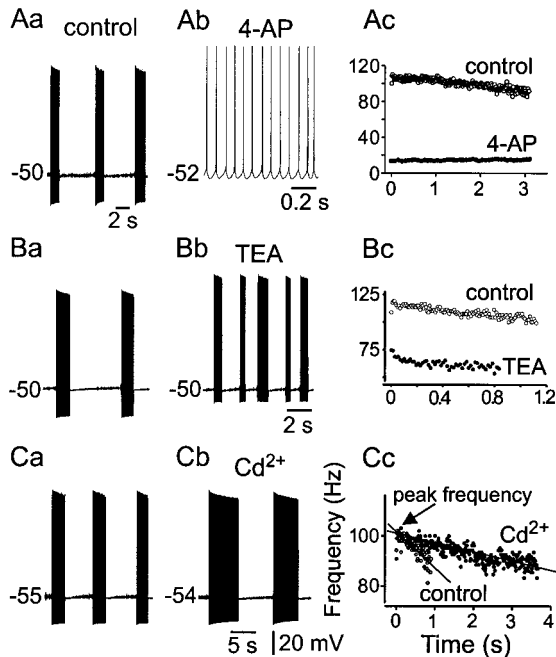 Aa
control
-50
2 s
Ab
4-AP
-52
0.2 s
Ac
120
80
40
0
control
4-AP
0 1 2 3
Ba
-50
Bb
TEA
-50
2 s
Bc
125
75
control
TEA
0 0.4 0.8 1.2
Ca
-55
Cb
Cd2+
-54
5 s
20 mV
Cc
Frequency (Hz)
100
80
peak frequency
Cd2+
control
0 1 2 3 4
Time (s)